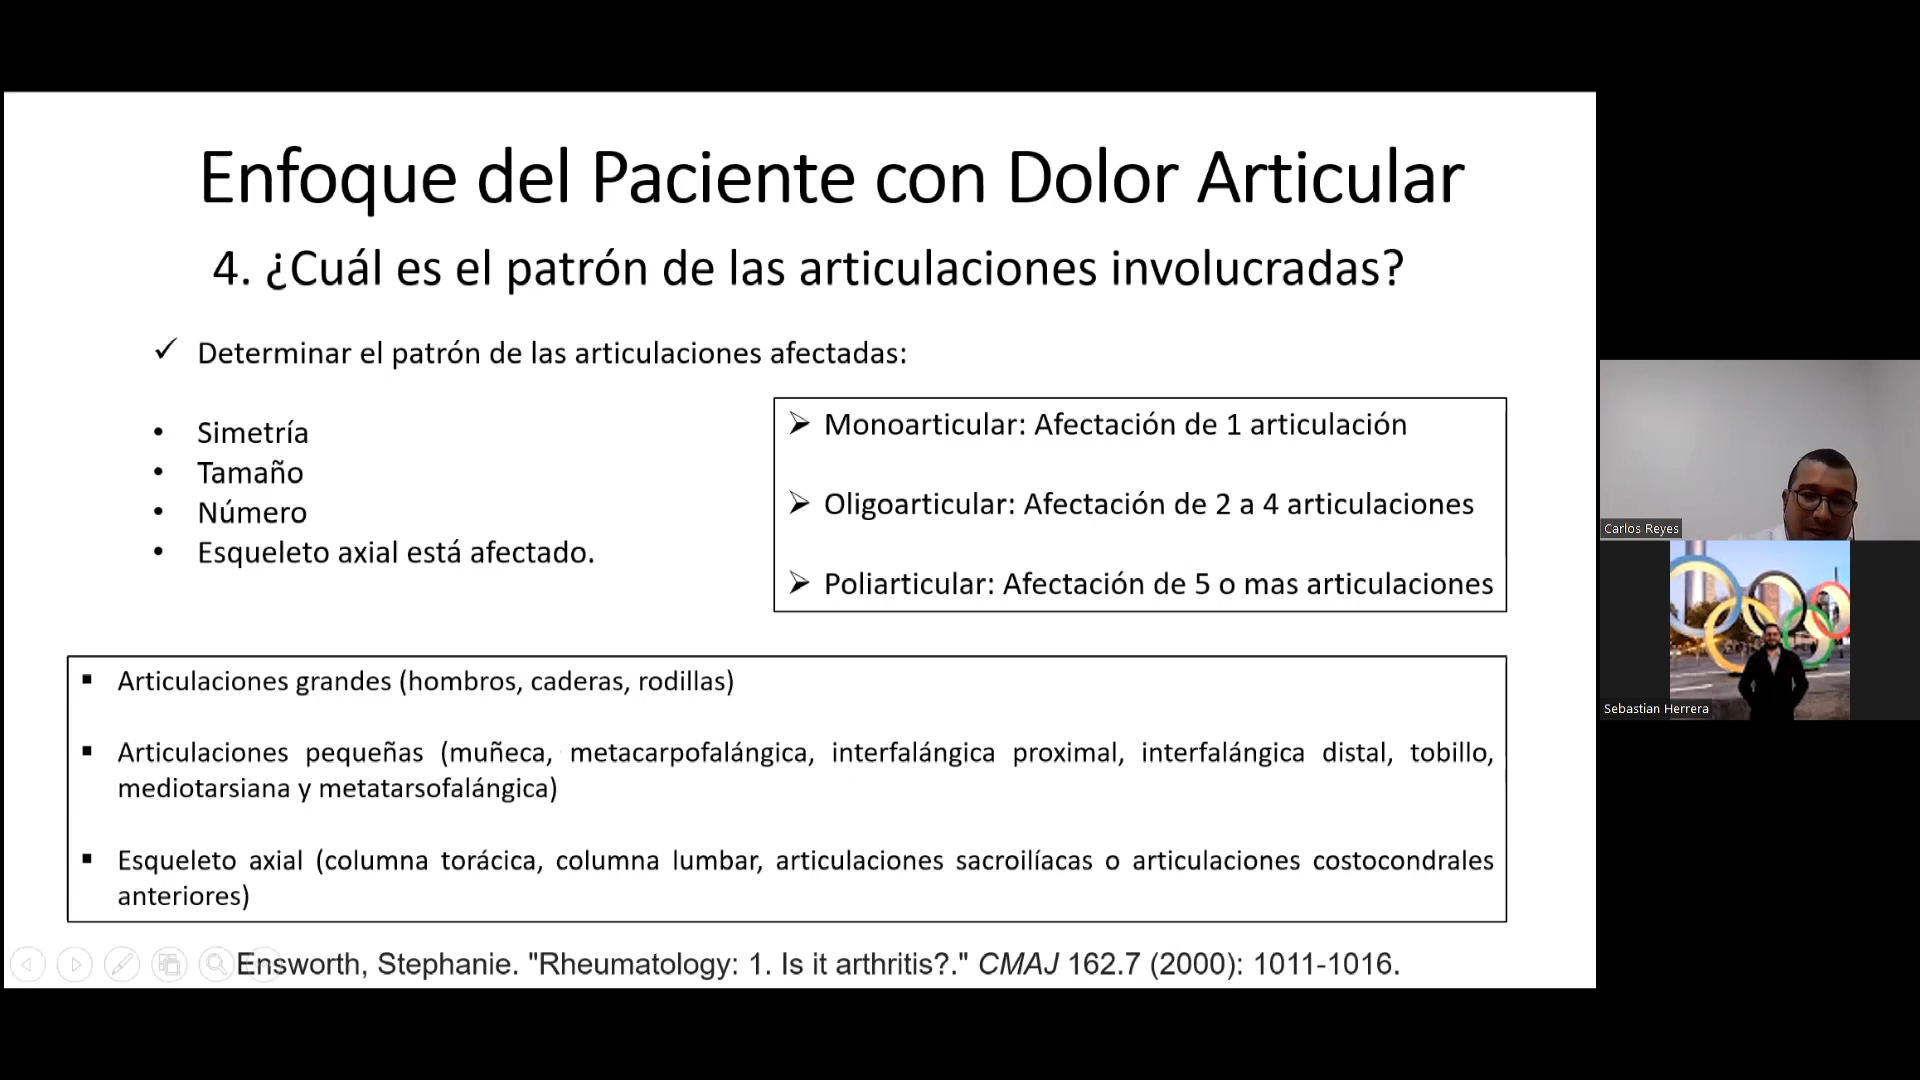 Enfoque del Paciente con Dolor Articular
4. ¿Cuál es el patrón de las articulaciones involucradas?
✓ Determinar el patrón de las articulaciones afectadas:
• Simetría
• Tamaño
• Número
• Esqueleto axial está afectado.
➢ Monoarticular: Afectación de 1 articulación
➢ Oligoarticular: Afectación de 2 a 4 articulaciones
➢ Poliarticular: Afectación de 5 o mas articulaciones
▪ Articulaciones grandes (hombros, caderas, rodillas)
▪ Articulaciones pequeñas (muñeca, metacarpofalángica, interfalángica proximal, interfalángica distal, tobillo,
mediotarsiana y metatarsofalángica)
▪ Esqueleto axial (columna torácica, columna lumbar, articulaciones sacroilíacas o articulaciones costocondrales
anteriores)
Ensworth, Stephanie. "Rheumatology: 1. Is it arthritis?." CMAJ 162.7 (2000): 1011-1016.
Carlos Reyes
Sebastian Herrera